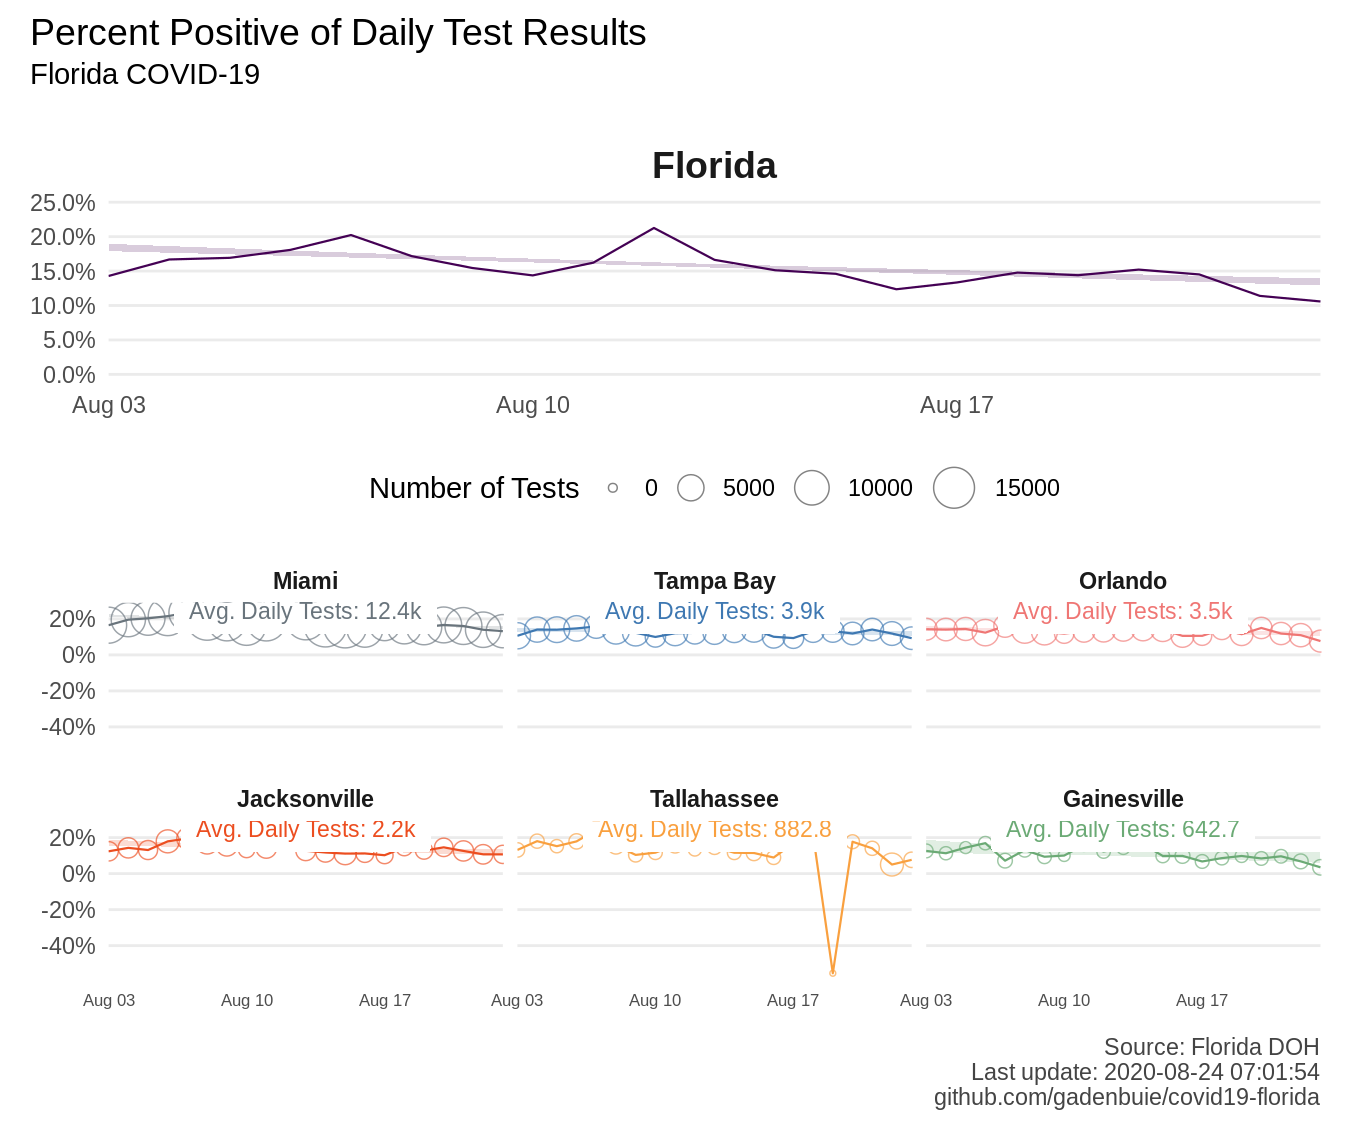 Percent Positive of Daily Test Results
Florida COVID-19
Florida
25.0%
20.0%
15.0%
10.0%
5.0%
0.0%
Aug 03 Aug 10 Aug 17
Number of Tests 0 5000 10000 15000
Miami Tampa Bay Orlando
Avg. Daily Tests: 12.4k Avg. Daily Tests: 3.9k Avg. Daily Tests: 3.5k
20%
0%
-20%
-40%
Jacksonville Tallahassee Gainesville
Avg. Daily Tests: 2.2k Avg. Daily Tests: 882.8 Avg. Daily Tests: 642.7
20%
0%
-20%
-40%
Aug 03 Aug 10 Aug 17 Aug 03 Aug 10 Aug 17 Aug 03 Aug 10 Aug 17
Source: Florida DOH
Last update: 2020-08-24 07:01:54
github.com/gadenbuie/covid19-florida